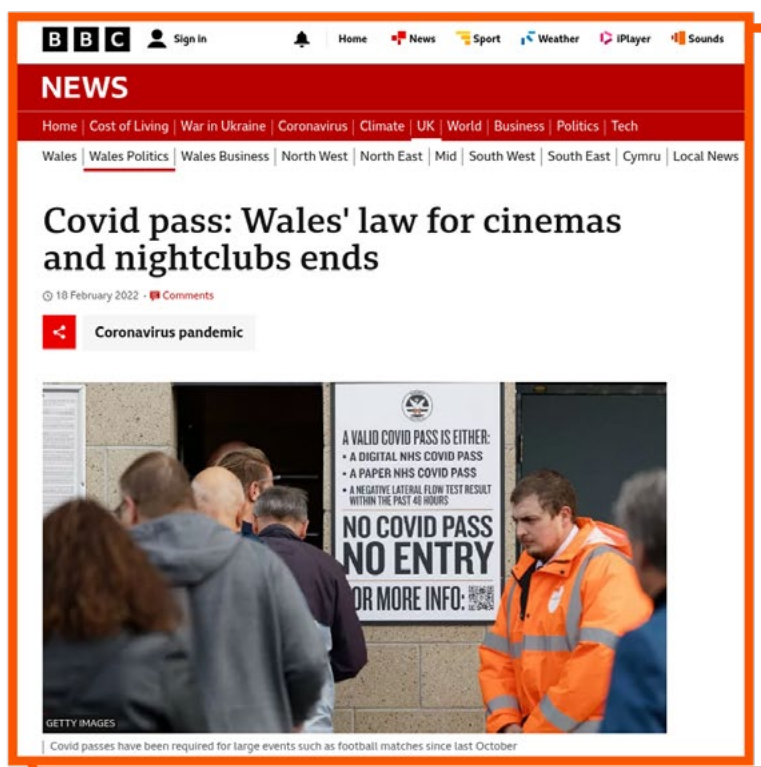 BBC Sign in Home News Sport Weather iPlayer Sounds
NEWS
Home | Cost of Living | War in Ukraine | Coronavirus | Climate | UK | World | Business | Politics | Tech
Wales | Wales Politics | Wales Business | North West | North East | Mid | South West | South East | Cymru | Local News
Covid pass: Wales' law for cinemas
and nightclubs ends
18 February 2022 · Comments
Coronavirus pandemic
A VALID COVID PASS IS EITHER:
• A DIGITAL NHS COVID PASS
• A PAPER NHS COVID PASS
• A NEGATIVE LATERAL FLOW TEST RESULT
WITHIN THE PAST 48 HOURS
NO COVID PASS
NO ENTRY
OR MORE INFO:
GETTY IMAGES
Covid passes have been required for large events such as football matches since last October